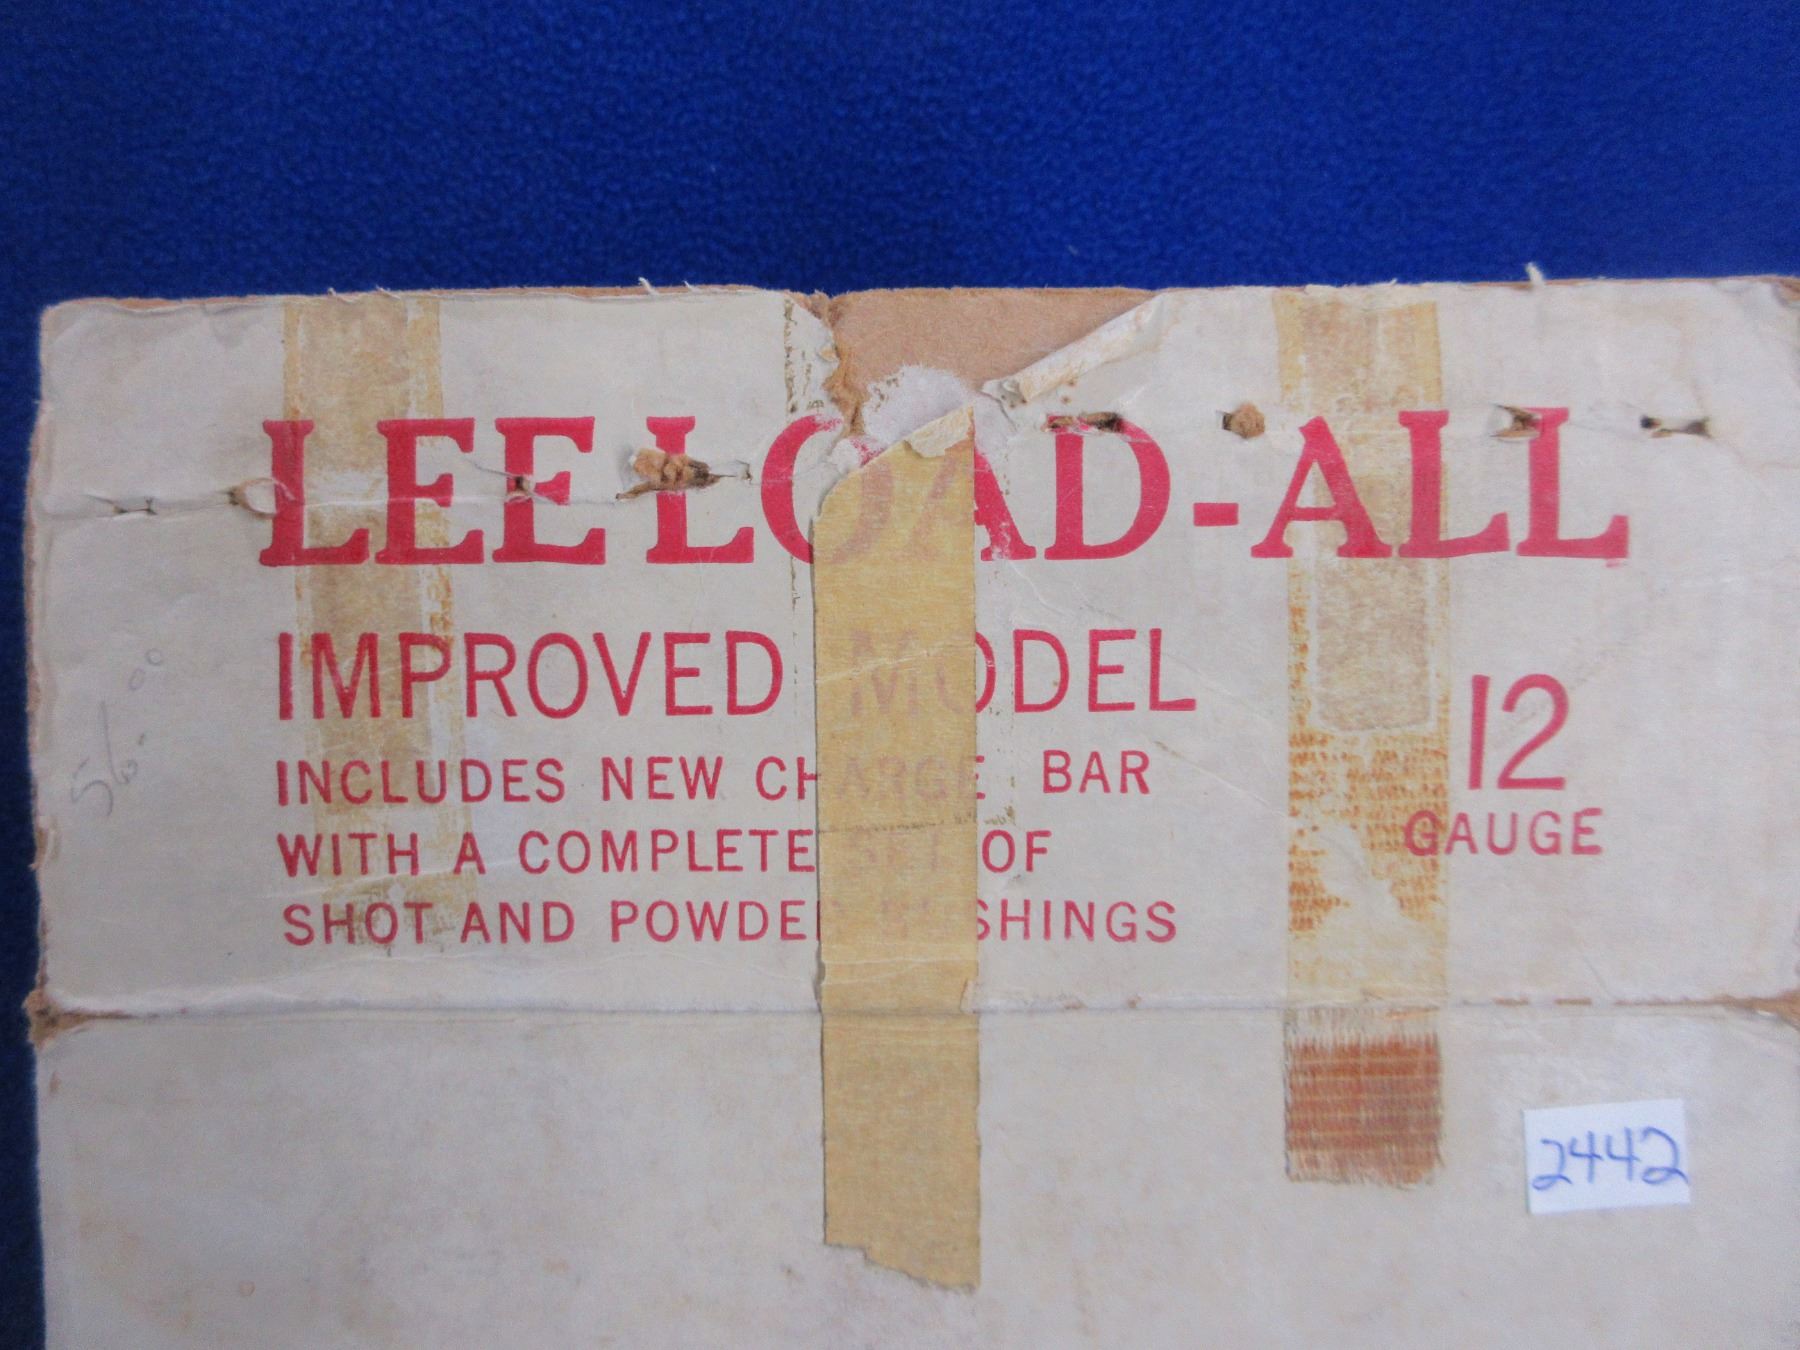 LEE LOAD-ALL
IMPROVED MODEL
INCLUDES NEW CHARGE BAR
WITH A COMPLETE SET OF
SHOT AND POWDER BUSHINGS
12
GAUGE
56.00
2442